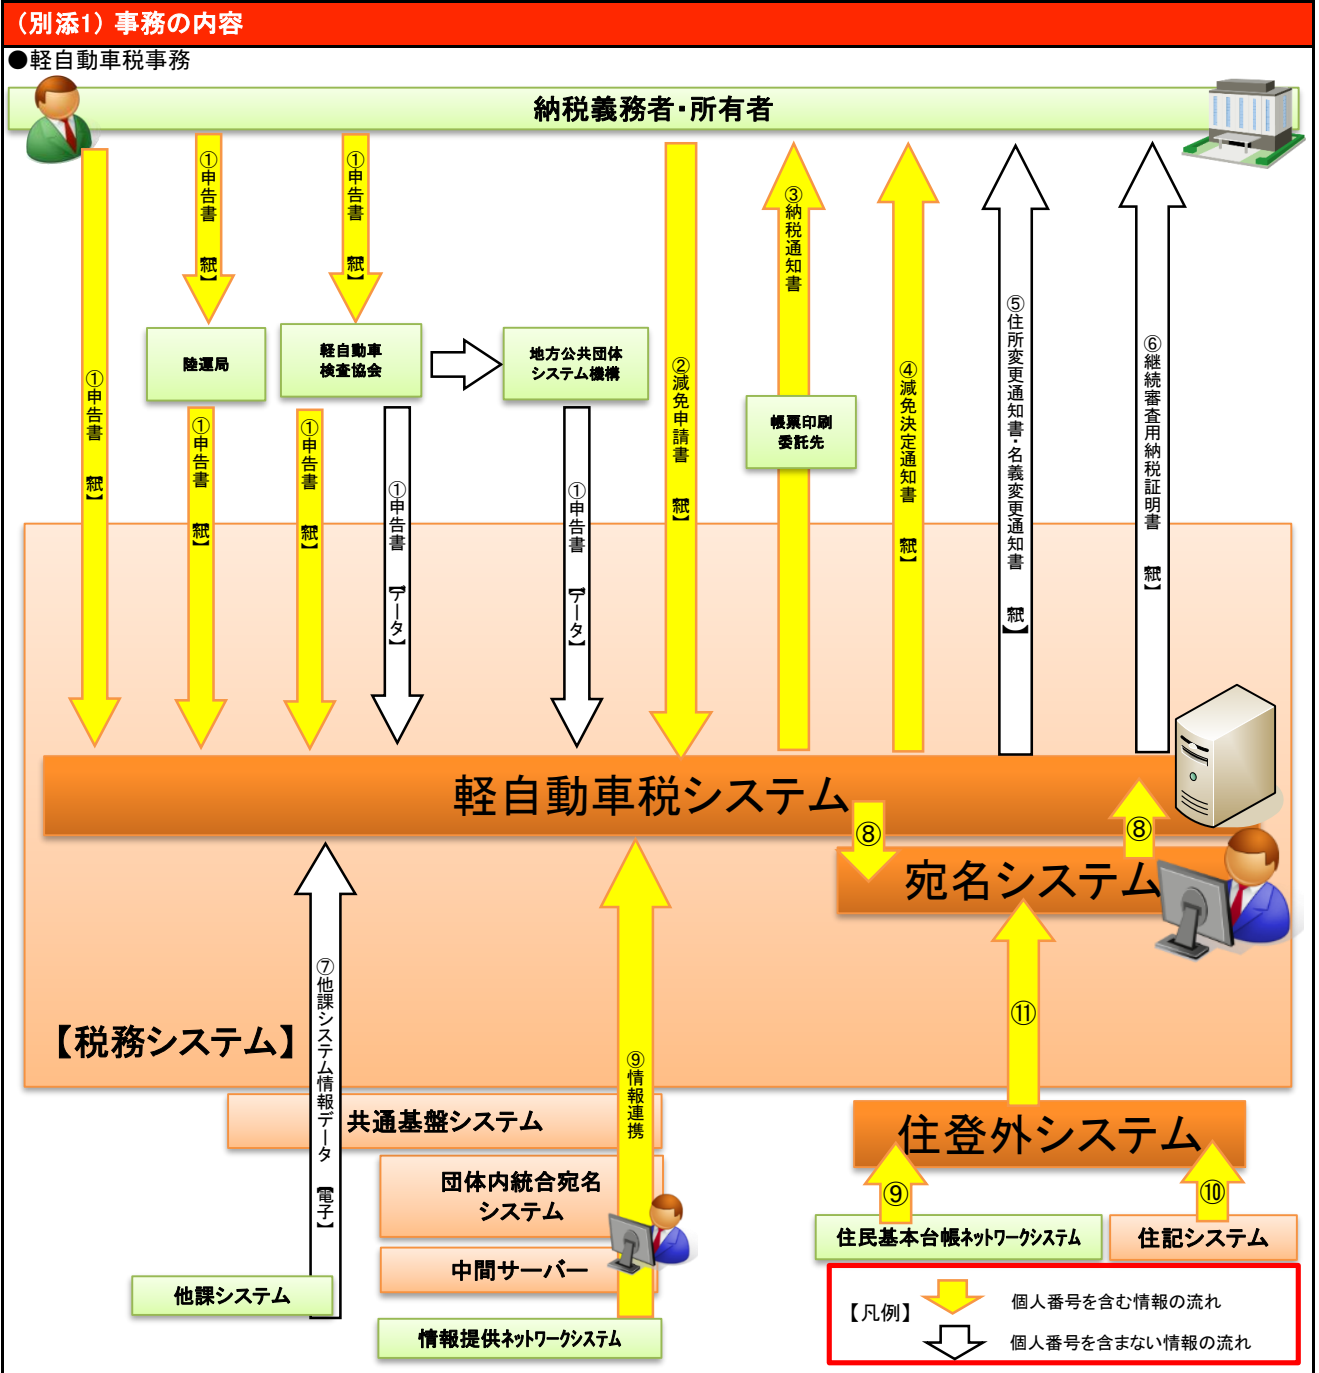 （別添1）事務の内容
●軽自動車税事務
納税義務者・所有者
①申告書　【紙】
①申告書　【紙】
①申告書　【紙】
陸運局
軽自動車
検査協会
地方公共団体
システム機構
①申告書　【紙】
①申告書　【紙】
①申告書　【データ】
①申告書　【データ】
②減免申請書　【紙】
③納税通知書
帳票印刷
委託先
④減免決定通知書　【紙】
⑤住所変更通知書・名義変更通知書　【紙】
⑥継続審査用納税証明書　【紙】
軽自動車税システム
⑧
⑧
宛名システム
⑪
【税務システム】
⑦他課システム情報データ　【電子】
⑨情報連携
共通基盤システム
団体内統合宛名
システム
中間サーバー
他課システム
情報提供ネットワークシステム
住登外システム
⑨
⑩
住民基本台帳ネットワークシステム
住記システム
【凡例】
個人番号を含む情報の流れ
個人番号を含まない情報の流れ